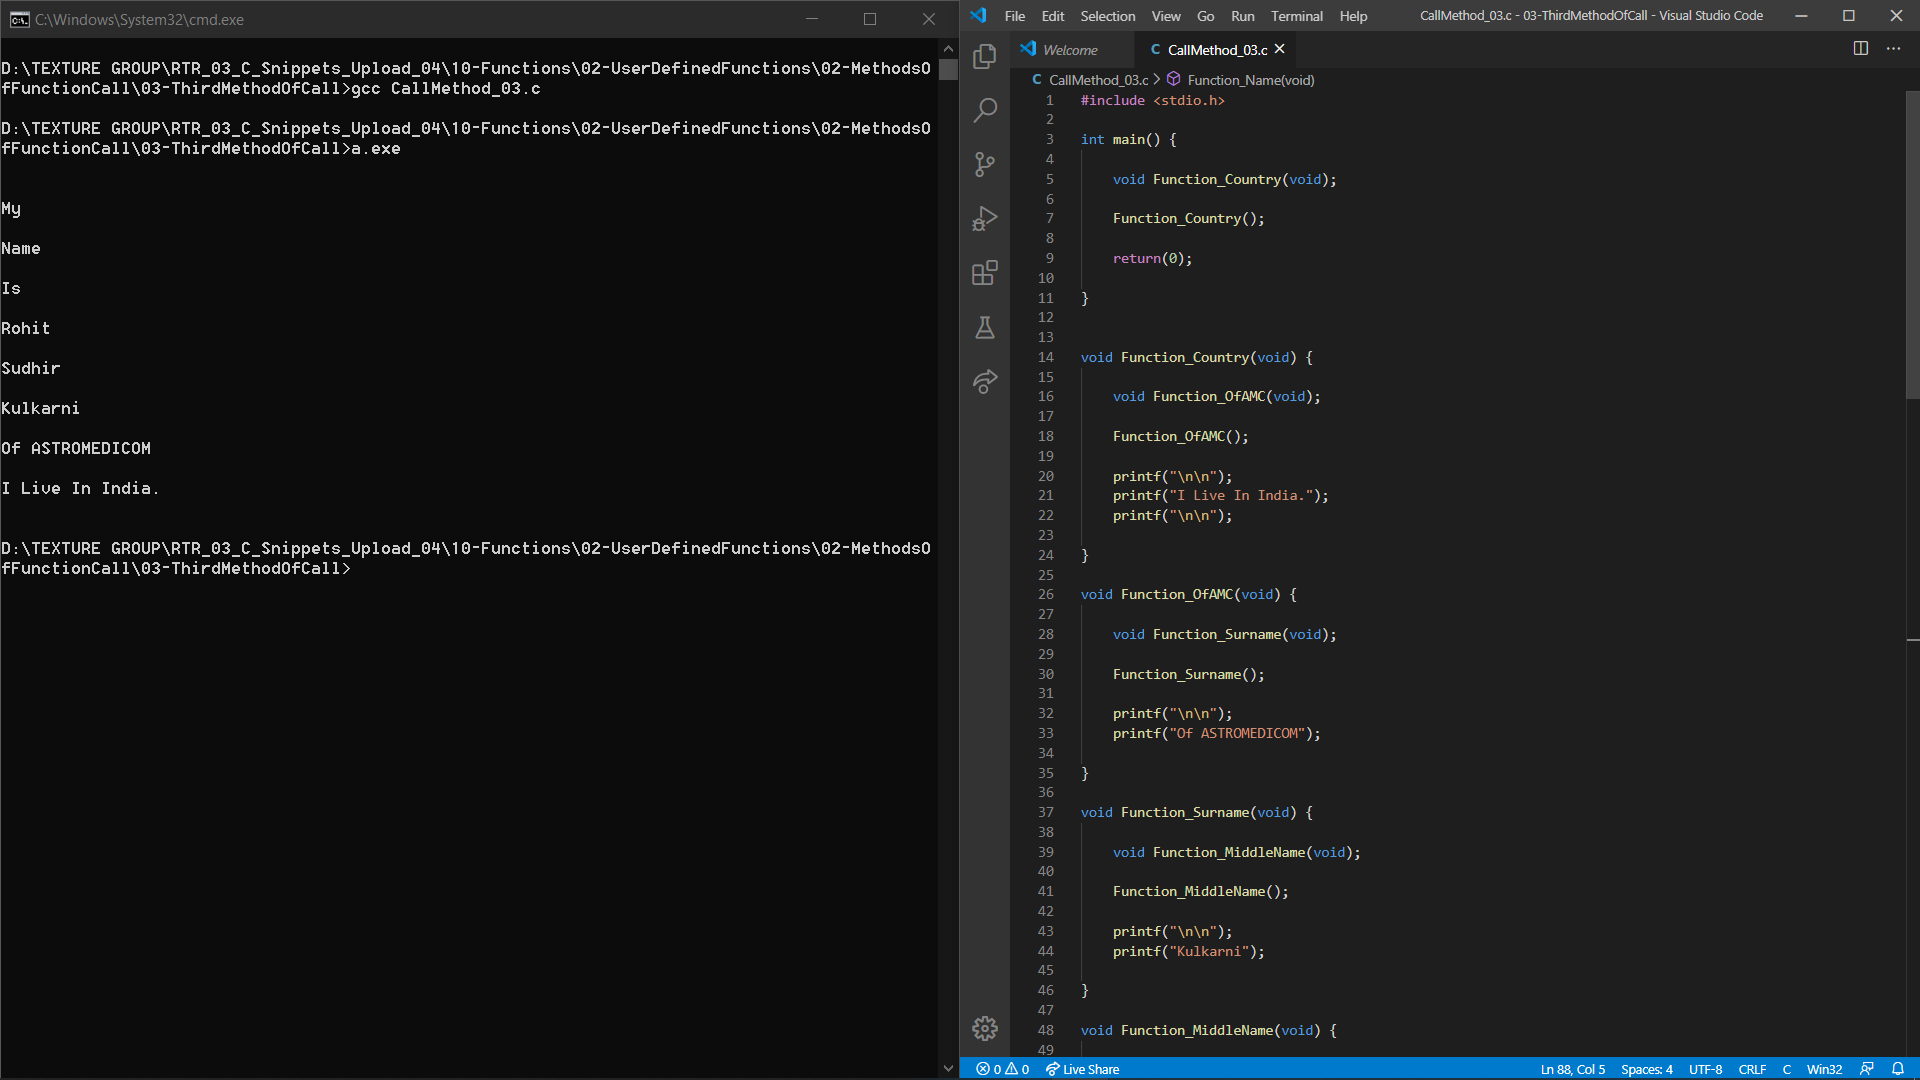 C:\Windows\System32\cmd.exe
D:\TEXTURE GROUP\RTR_03_C_Snippets_Upload_04\10-Functions\02-UserDefinedFunctions\02-MethodsO
fFunctionCall\03-ThirdMethodOfCall>gcc CallMethod_03.c
D:\TEXTURE GROUP\RTR_03_C_Snippets_Upload_04\10-Functions\02-UserDefinedFunctions\02-MethodsO
fFunctionCall\03-ThirdMethodOfCall>a.exe
My
Name
Is
Rohit
Sudhir
Kulkarni
Of ASTROMEDICOM
I Live In India.
D:\TEXTURE GROUP\RTR_03_C_Snippets_Upload_04\10-Functions\02-UserDefinedFunctions\02-MethodsO
fFunctionCall\03-ThirdMethodOfCall>
File Edit Selection View Go Run Terminal Help CallMethod_03.c - 03-ThirdMethodOfCall - Visual Studio Code
Welcome C CallMethod_03.c
C CallMethod_03.c > Function_Name(void)
1 #include <stdio.h>
2
3 int main() {
4
5 void Function_Country(void);
6
7 Function_Country();
8
9 return(0);
10
11 }
12
13
14 void Function_Country(void) {
15
16 void Function_OfAMC(void);
17
18 Function_OfAMC();
19
20 printf("\n\n");
21 printf("I Live In India.");
22 printf("\n\n");
23
24 }
25
26 void Function_OfAMC(void) {
27
28 void Function_Surname(void);
29
30 Function_Surname();
31
32 printf("\n\n");
33 printf("Of ASTROMEDICOM");
34
35 }
36
37 void Function_Surname(void) {
38
39 void Function_MiddleName(void);
40
41 Function_MiddleName();
42
43 printf("\n\n");
44 printf("Kulkarni");
45
46 }
47
48 void Function_MiddleName(void) {
49
0 0 Live Share Ln 88, Col 5 Spaces: 4 UTF-8 CRLF C Win32